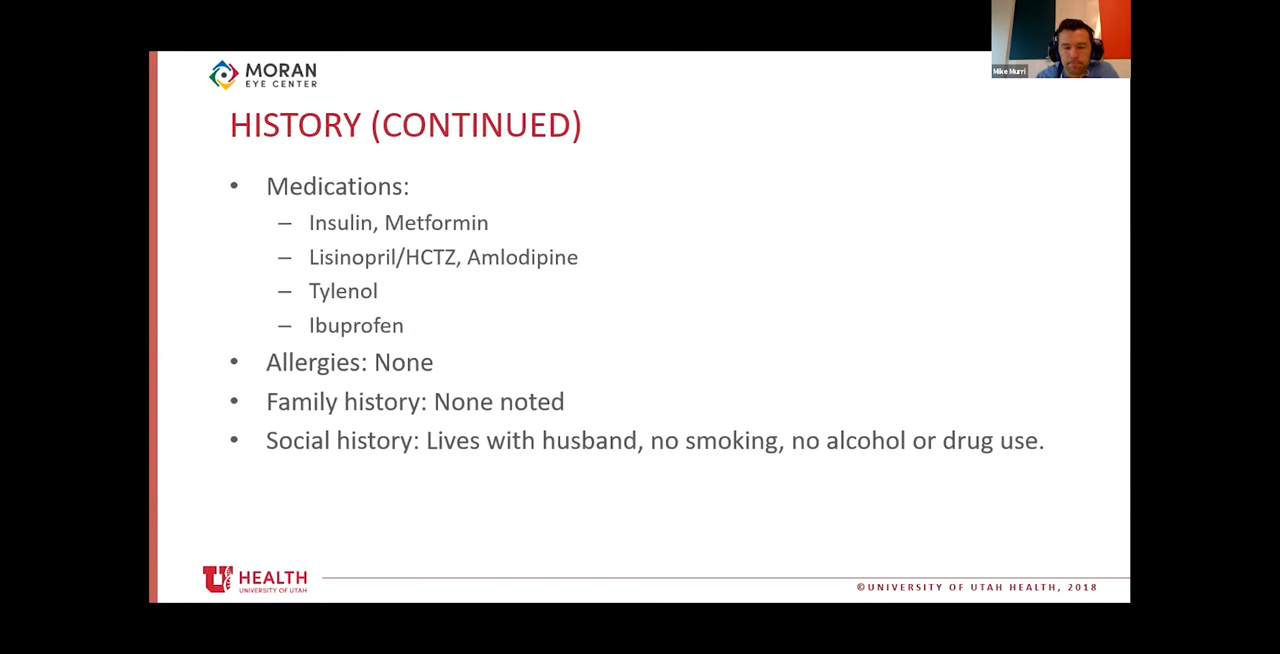 MORAN
EYE CENTER
Mike Murri
HISTORY (CONTINUED)
• Medications:
– Insulin, Metformin
– Lisinopril/HCTZ, Amlodipine
– Tylenol
– Ibuprofen
• Allergies: None
• Family history: None noted
• Social history: Lives with husband, no smoking, no alcohol or drug use.
U HEALTH
UNIVERSITY OF UTAH
©UNIVERSITY OF UTAH HEALTH, 2018